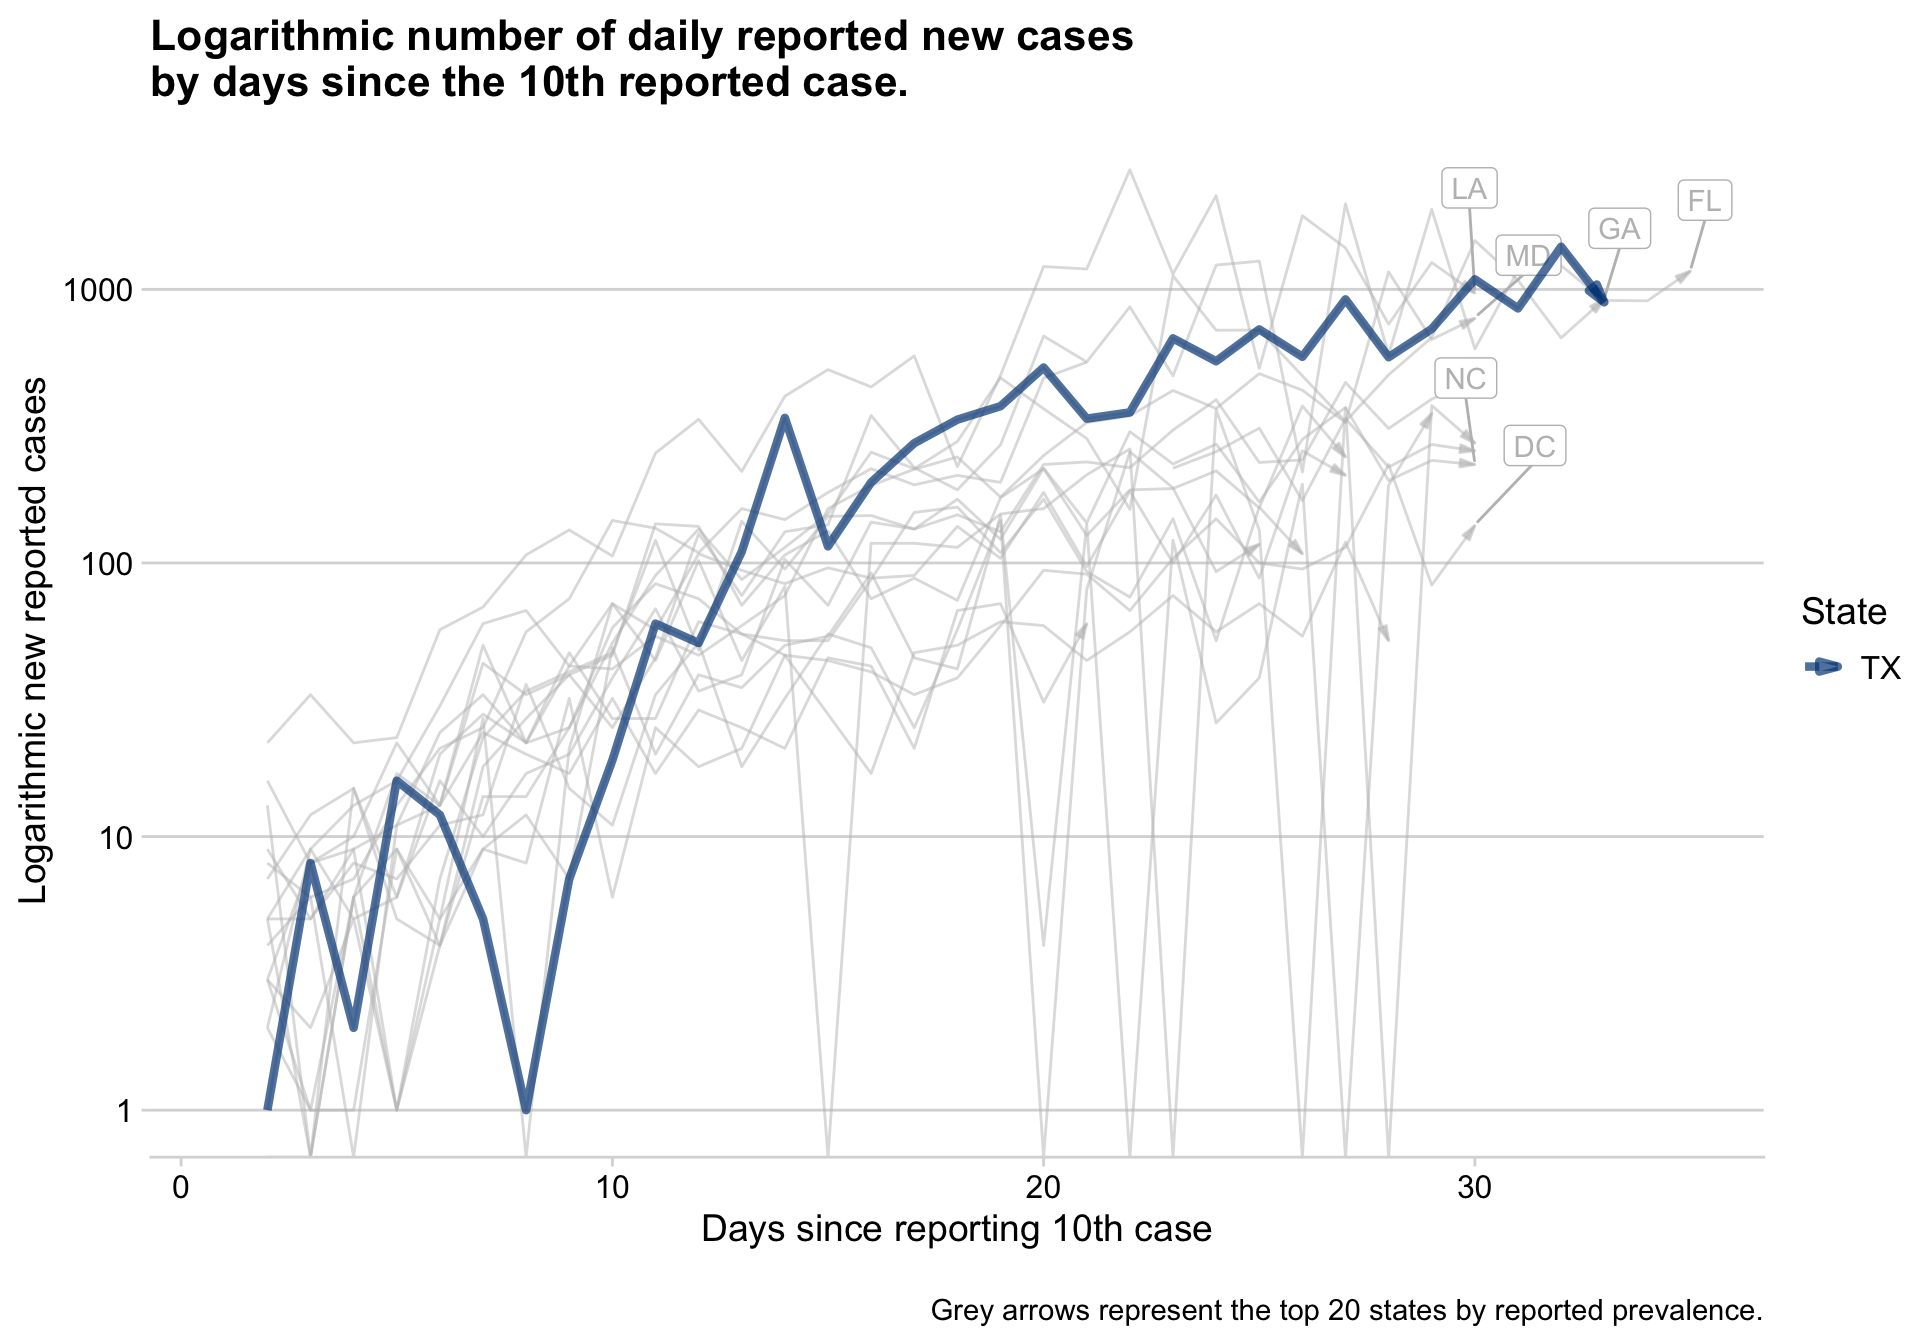 Logarithmic number of daily reported new cases
by days since the 10th reported case.
LA
FL
GA
MD
1000
NC
DC
100
10
1
Logarithmic new reported cases
State
TX
0 10 20 30
Days since reporting 10th case
Grey arrows represent the top 20 states by reported prevalence.